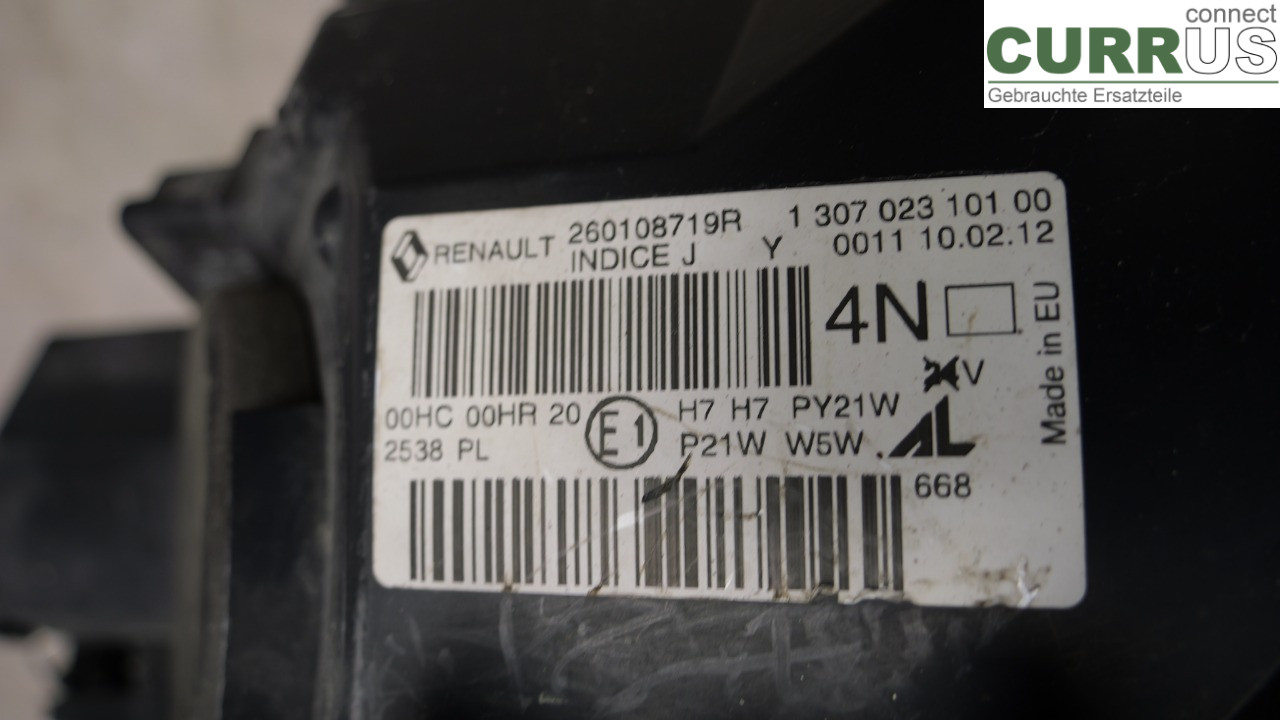 connect
CURRUS
Gebrauchte Ersatzteile
RENAULT 260108719R 1 307 023 101 00
INDICE J Y 0011 10.02.12
4N
V
Made in EU
00HC 00HR 20 E1 H7 H7 PY21W
2538 PL P21W W5W AL
668